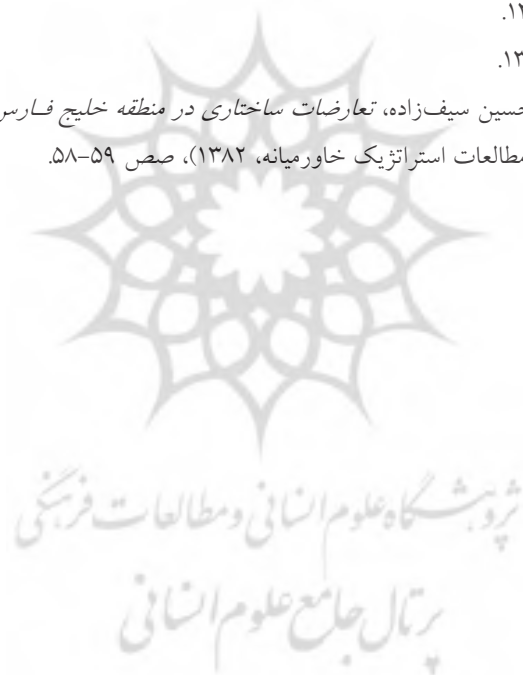 .۱۲
.۱۳
حسین سیف‌زاده، تعارضات ساختاری در منطقه خلیج فارس
مطالعات استراتژیک خاورمیانه، ۱۳۸۲)، صص ۵۹-۵۸.
پژوهشگاه علوم انسانی و مطالعات فرهنگی
پرتال جامع علوم انسانی